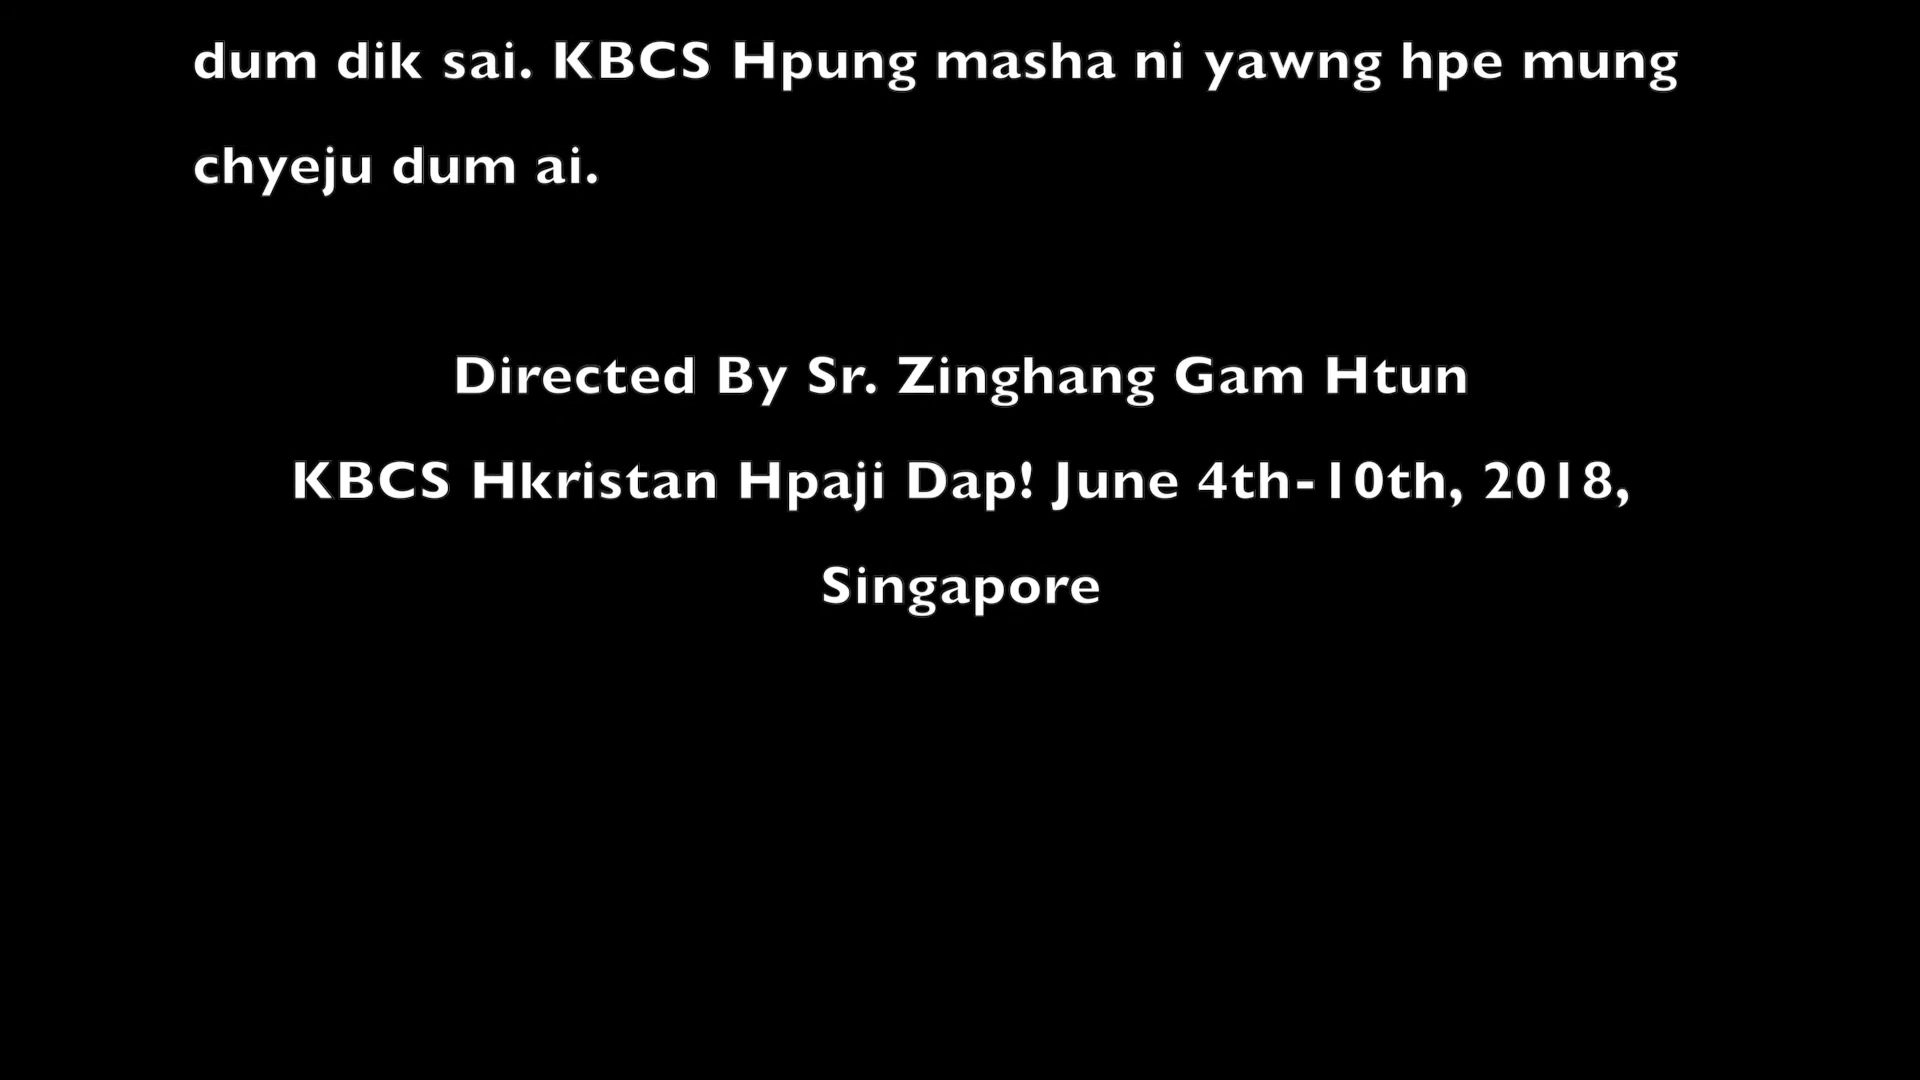 dum dik sai. KBCS Hpung masha ni yawng hpe mung
chyeju dum ai.
Directed By Sr. Zinghang Gam Htun
KBCS Hkristan Hpaji Dap! June 4th-10th, 2018,
Singapore